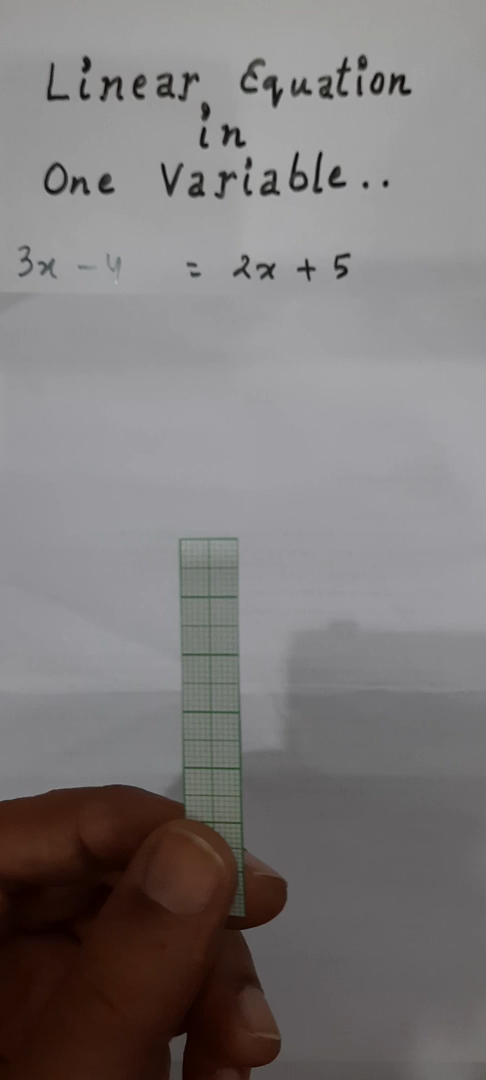 Linear, Equation
in
One Variable..
3x - 4 = 2x + 5